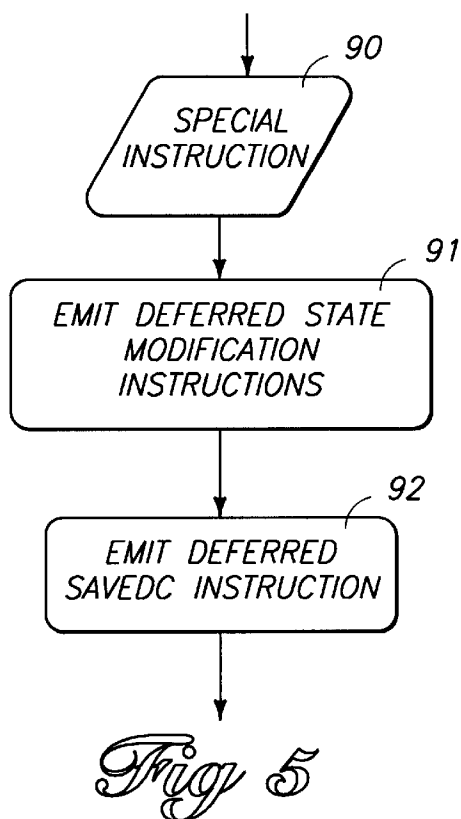 90
SPECIAL
INSTRUCTION
91
EMIT DEFERRED STATE
MODIFICATION
INSTRUCTIONS
92
EMIT DEFERRED
SAVEDC INSTRUCTION
Fig 5